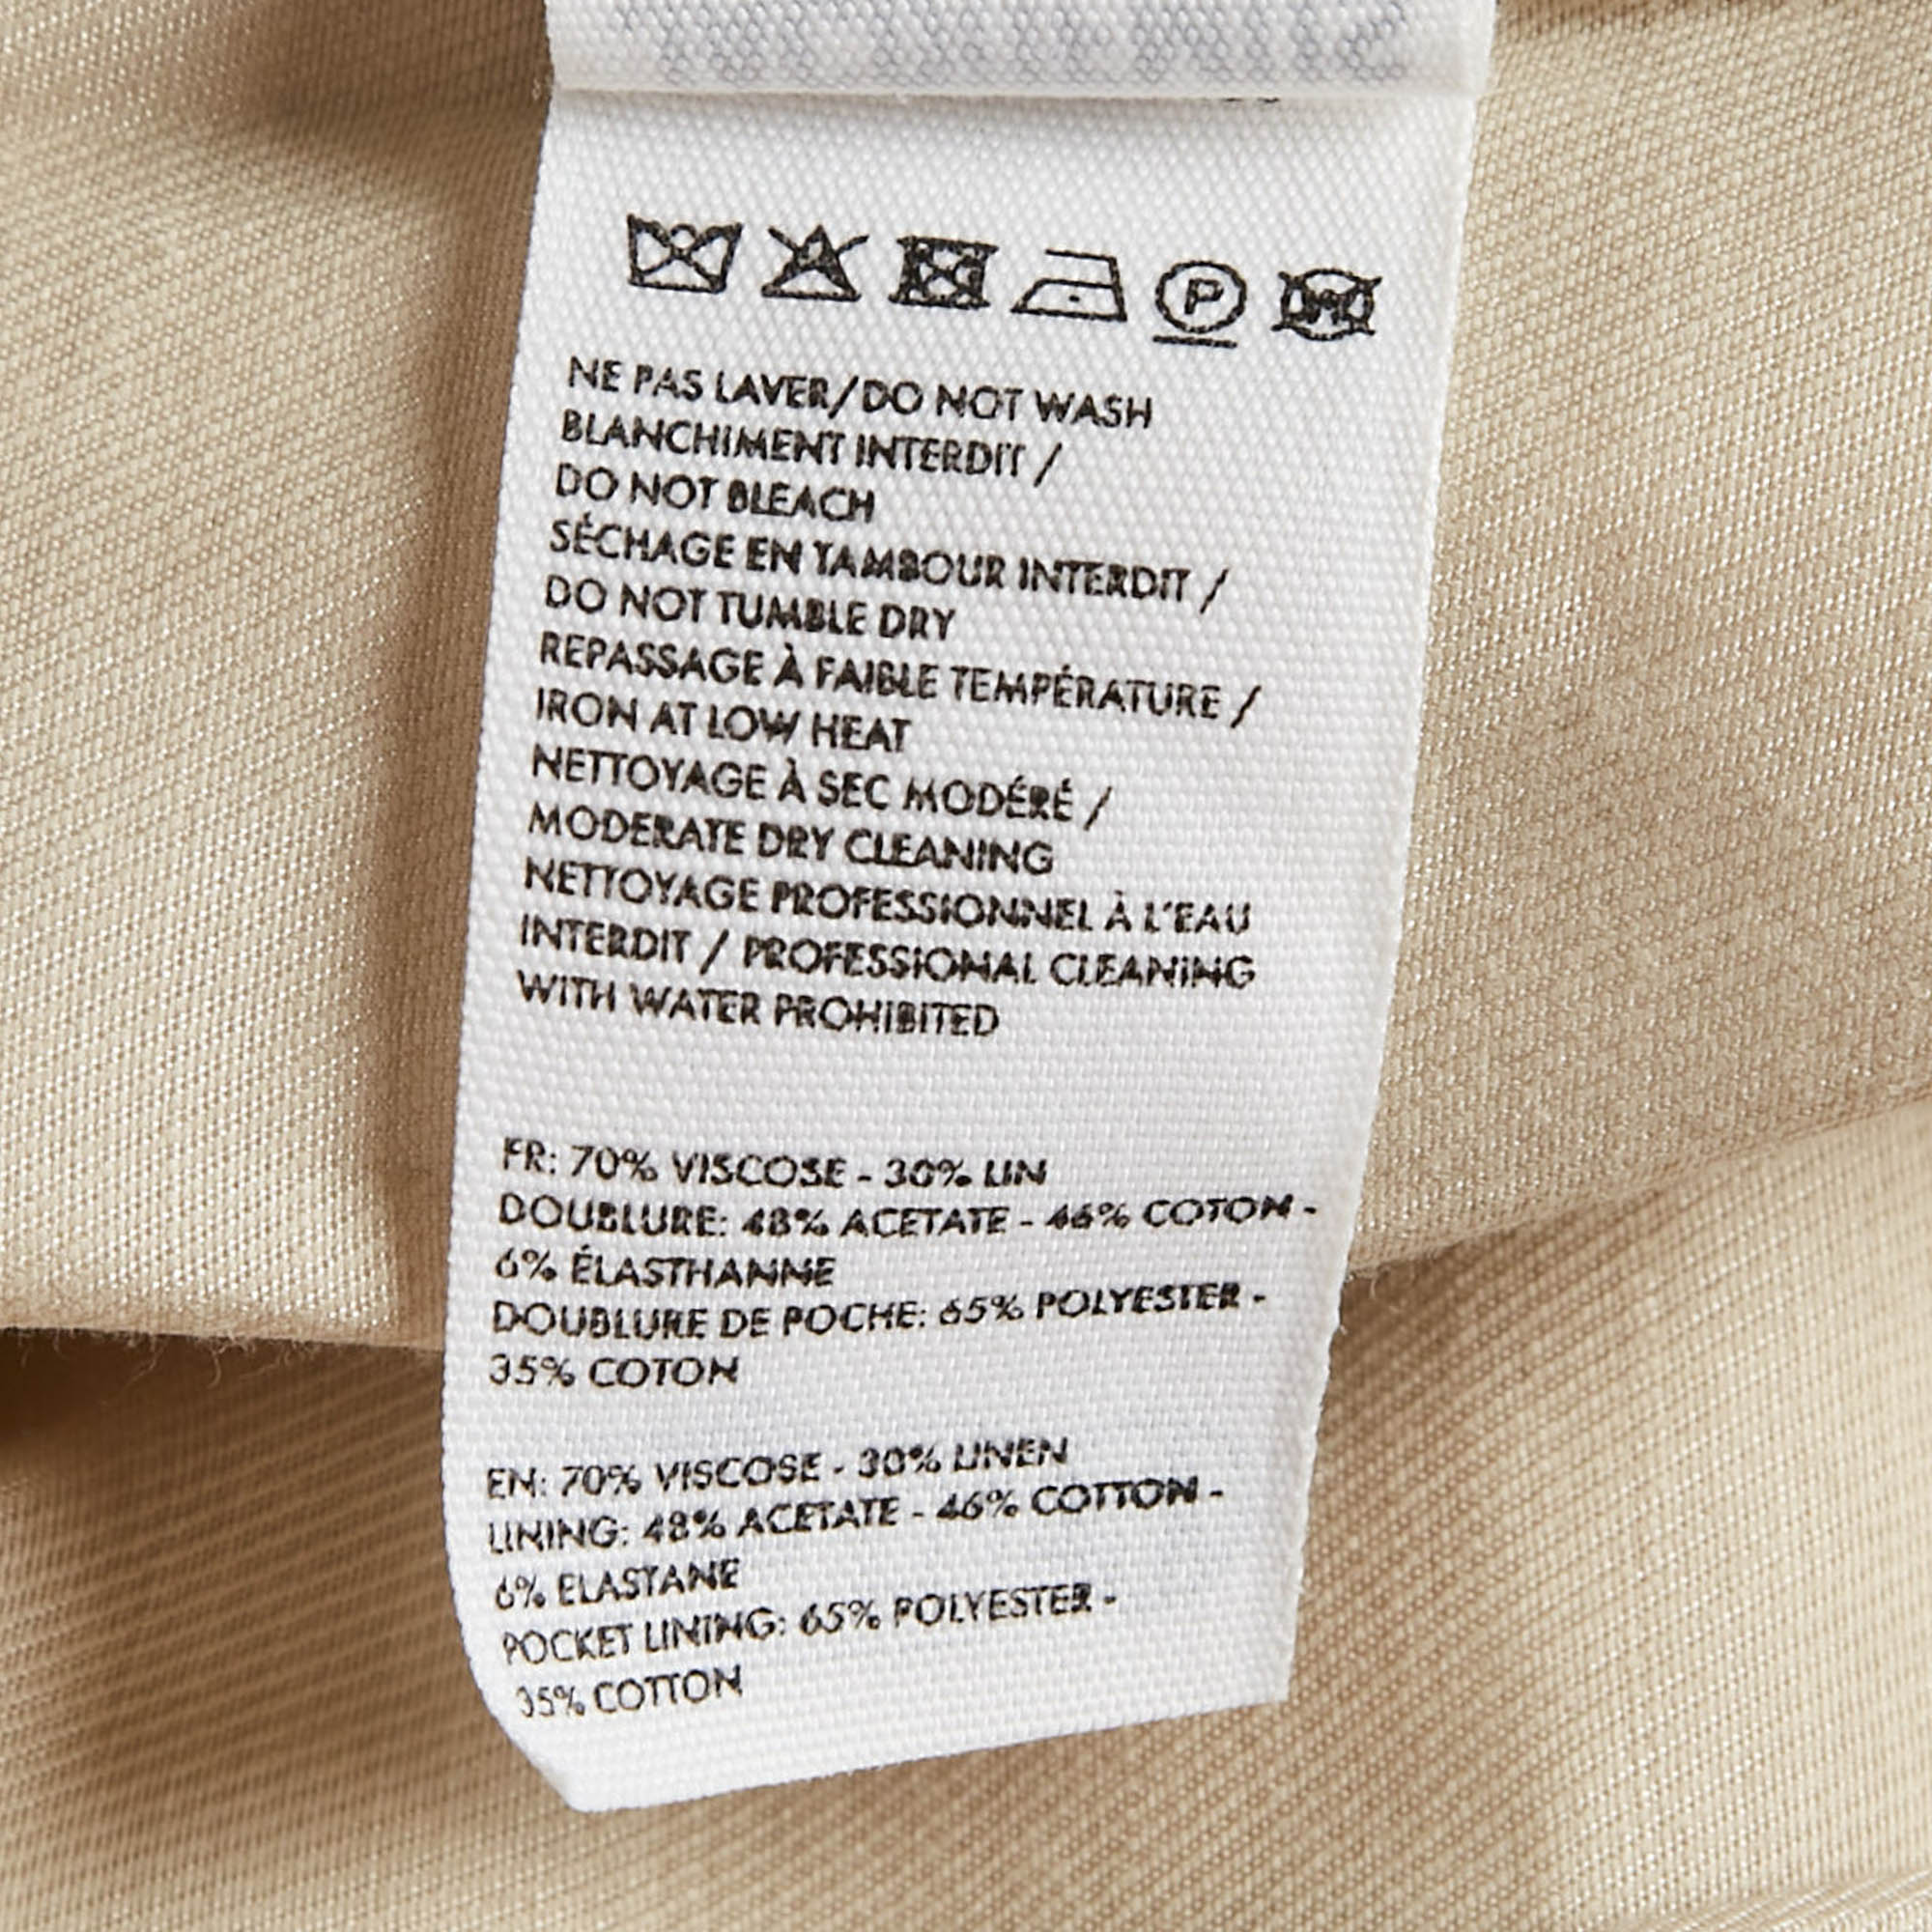 P
W
NE PAS LAVER/DO NOT WASH
BLANCHIMENT INTERDIT /
DO NOT BLEACH
SÉCHAGE EN TAMBOUR INTERDIT /
DO NOT TUMBLE DRY
REPASSAGE À FAIBLE TEMPÉRATURE /
IRON AT LOW HEAT
NETTOYAGE À SEC MODÉRÉ /
MODERATE DRY CLEANING
NETTOYAGE PROFESSIONNEL À L'EAU
INTERDIT / PROFESSIONAL CLEANING
WITH WATER PROHIBITED
FR: 70% VISCOSE - 30% LIN
DOUBLURE: 48% ACETATE - 46% COTON -
6% ÉLASTHANNE
DOUBLURE DE POCHE: 65% POLYESTER -
35% COTON
EN: 70% VISCOSE - 30% LINEN
LINING: 48% ACETATE - 46% COTTON -
6% ELASTANE
POCKET LINING: 65% POLYESTER -
35% COTTON